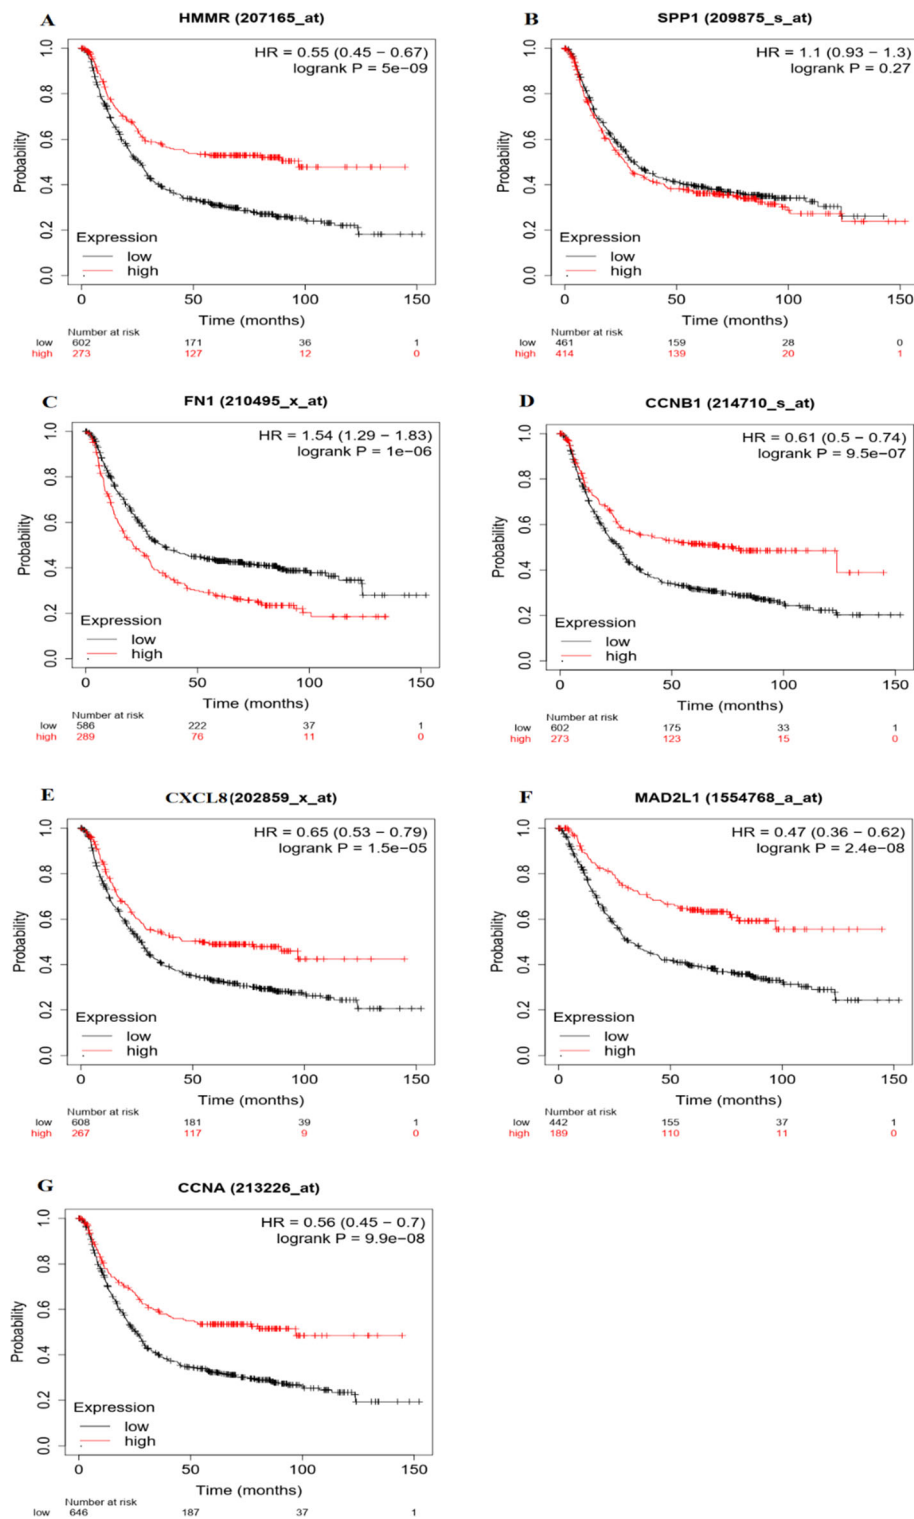 A
HMMR (207165_at)
HR = 0.55 (0.45 − 0.67)
logrank P = 5e−09
Probability
1.0
0.8
0.6
0.4
0.2
0.0
Expression
low
high
0 50 100 150
Time (months)
Number at risk
low 602 171 36 1
high 273 127 12 0
B
SPP1 (209875_s_at)
HR = 1.1 (0.93 − 1.3)
logrank P = 0.27
Probability
1.0
0.8
0.6
0.4
0.2
0.0
Expression
low
high
0 50 100 150
Time (months)
Number at risk
low 461 159 28 0
high 414 139 20 1
C
FN1 (210495_x_at)
HR = 1.54 (1.29 − 1.83)
logrank P = 1e−06
Probability
1.0
0.8
0.6
0.4
0.2
0.0
Expression
low
high
0 50 100 150
Time (months)
Number at risk
low 586 222 37 1
high 289 76 11 0
D
CCNB1 (214710_s_at)
HR = 0.61 (0.5 − 0.74)
logrank P = 9.5e−07
Probability
1.0
0.8
0.6
0.4
0.2
0.0
Expression
low
high
0 50 100 150
Time (months)
Number at risk
low 602 175 33 1
high 273 123 15 0
E
CXCL8(202859_x_at)
HR = 0.65 (0.53 − 0.79)
logrank P = 1.5e−05
Probability
1.0
0.8
0.6
0.4
0.2
0.0
Expression
low
high
0 50 100 150
Time (months)
Number at risk
low 608 181 39 1
high 267 117 9 0
F
MAD2L1 (1554768_a_at)
HR = 0.47 (0.36 − 0.62)
logrank P = 2.4e−08
Probability
1.0
0.8
0.6
0.4
0.2
0.0
Expression
low
high
0 50 100 150
Time (months)
Number at risk
low 442 155 37 1
high 189 110 11 0
G
CCNA (213226_at)
HR = 0.56 (0.45 − 0.7)
logrank P = 9.9e−08
Probability
1.0
0.8
0.6
0.4
0.2
0.0
Expression
low
high
0 50 100 150
Time (months)
Number at risk
low 646 187 37 1